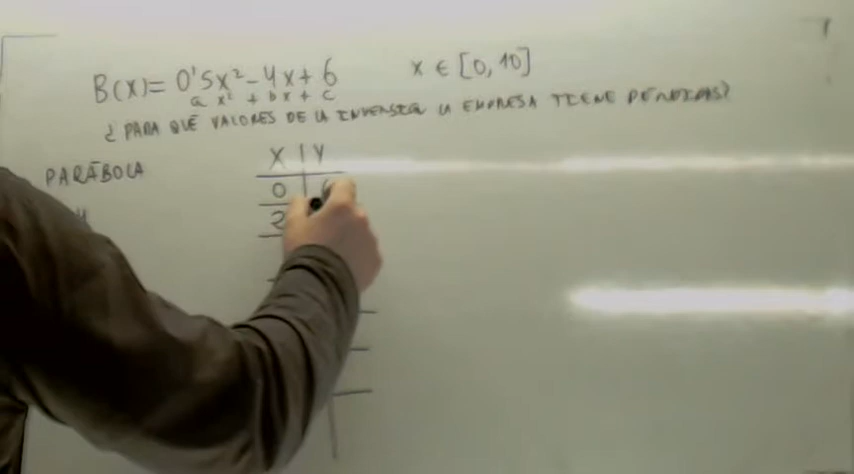 B(X)= 0'5x² - 4x + 6 x ∈ [0, 10]
a x² + b x + c
¿ PARA QUÉ VALORES DE LA INVERSIÓN LA EMPRESA TIENE PÉRDIDAS?
X | Y
PARÁBOLA
0
2